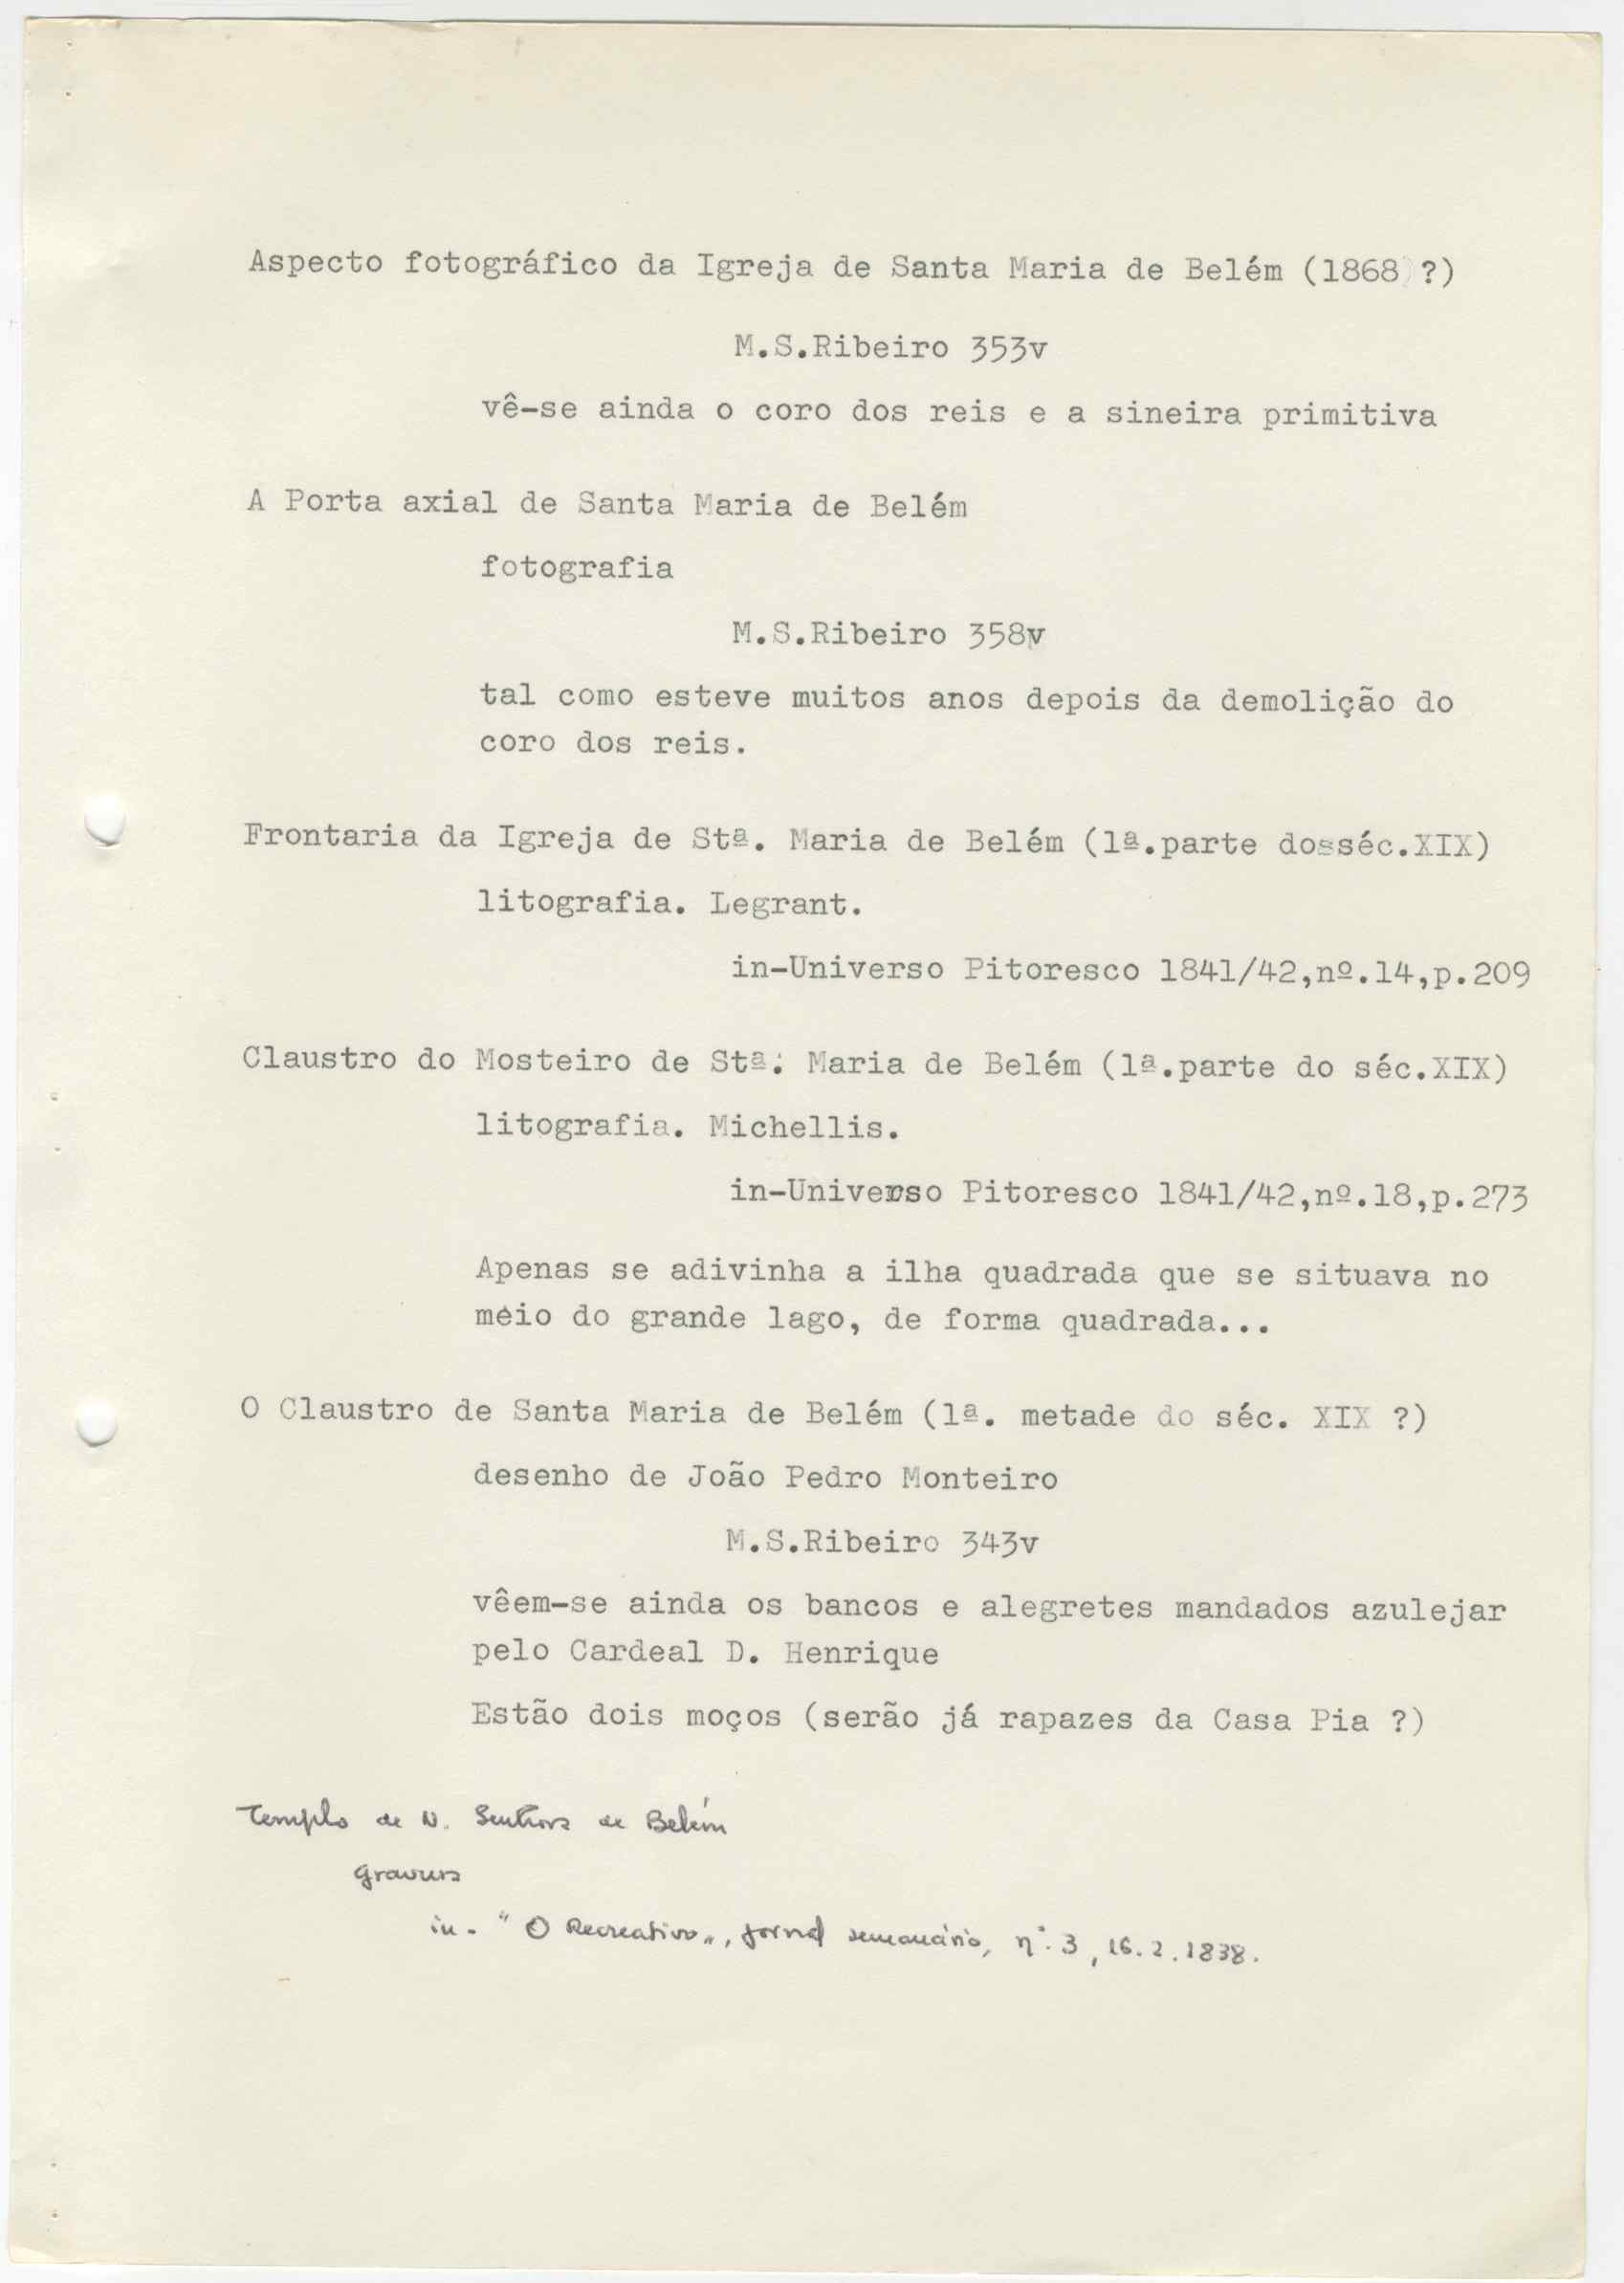 Aspecto fotográfico da Igreja de Santa Maria de Belém (1868 ?)
M.S.Ribeiro 353v
vê-se ainda o coro dos reis e a sineira primitiva
A Porta axial de Santa Maria de Belém
fotografia
M.S.Ribeiro 358v
tal como esteve muitos anos depois da demolição do
coro dos reis.
Frontaria da Igreja de Stª. Maria de Belém (1ª.parte do séc.XIX)
litografia. Legrant.
in-Universo Pitoresco 1841/42,nº.14,p.209
Claustro do Mosteiro de Stª. Maria de Belém (1ª.parte do séc.XIX)
litografia. Michellis.
in-Universo Pitoresco 1841/42,nº.18,p.273
Apenas se adivinha a ilha quadrada que se situava no
meio do grande lago, de forma quadrada...
O Claustro de Santa Maria de Belém (1ª. metade do séc. XIX ?)
desenho de João Pedro Monteiro
M.S.Ribeiro 343v
vêem-se ainda os bancos e alegretes mandados azulejar
pelo Cardeal D. Henrique
Estão dois moços (serão já rapazes da Casa Pia ?)
Templo de N. Senhora de Belém
gravura
in- "O Recreativo", jornal semanário, nº. 3, 16.2.1838.